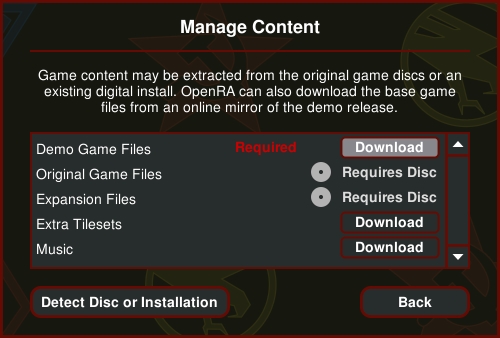 Manage Content
Game content may be extracted from the original game discs or an
existing digital install. OpenRA can also download the base game
files from an online mirror of the demo release.
Demo Game Files Required Download
Original Game Files Requires Disc
Expansion Files Requires Disc
Extra Tilesets Download
Music Download
Detect Disc or Installation Back